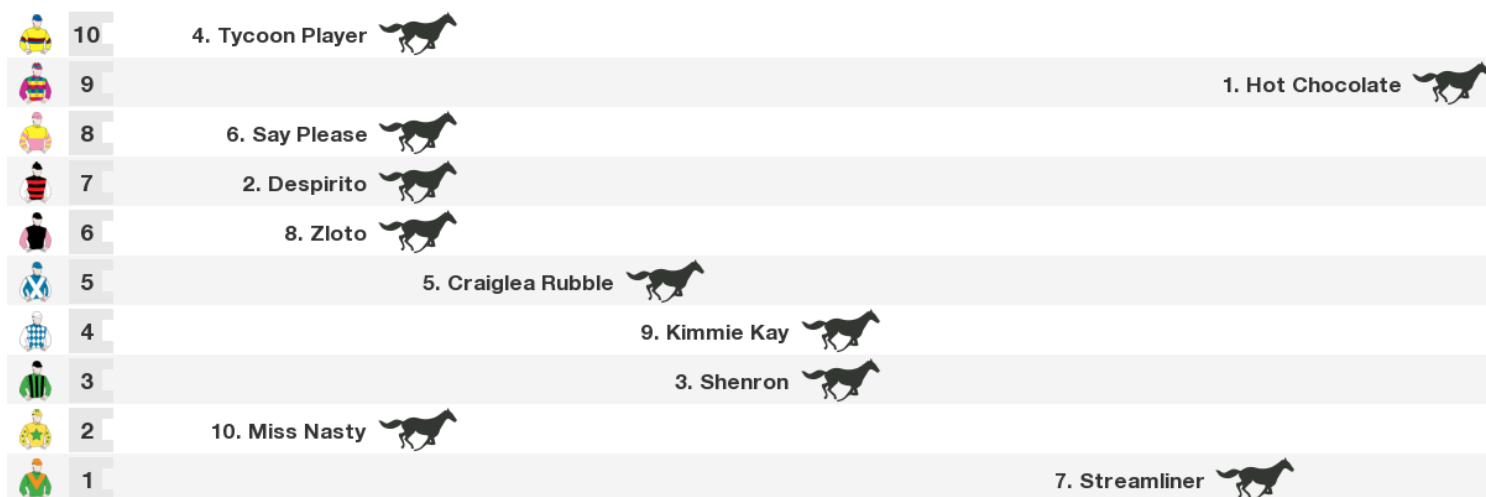 10 4. Tycoon Player
9 1. Hot Chocolate
8 6. Say Please
7 2. Despirito
6 8. Zloto
5 5. Craiglea Rubble
4 9. Kimmie Kay
3 3. Shenron
2 10. Miss Nasty
1 7. Streamliner